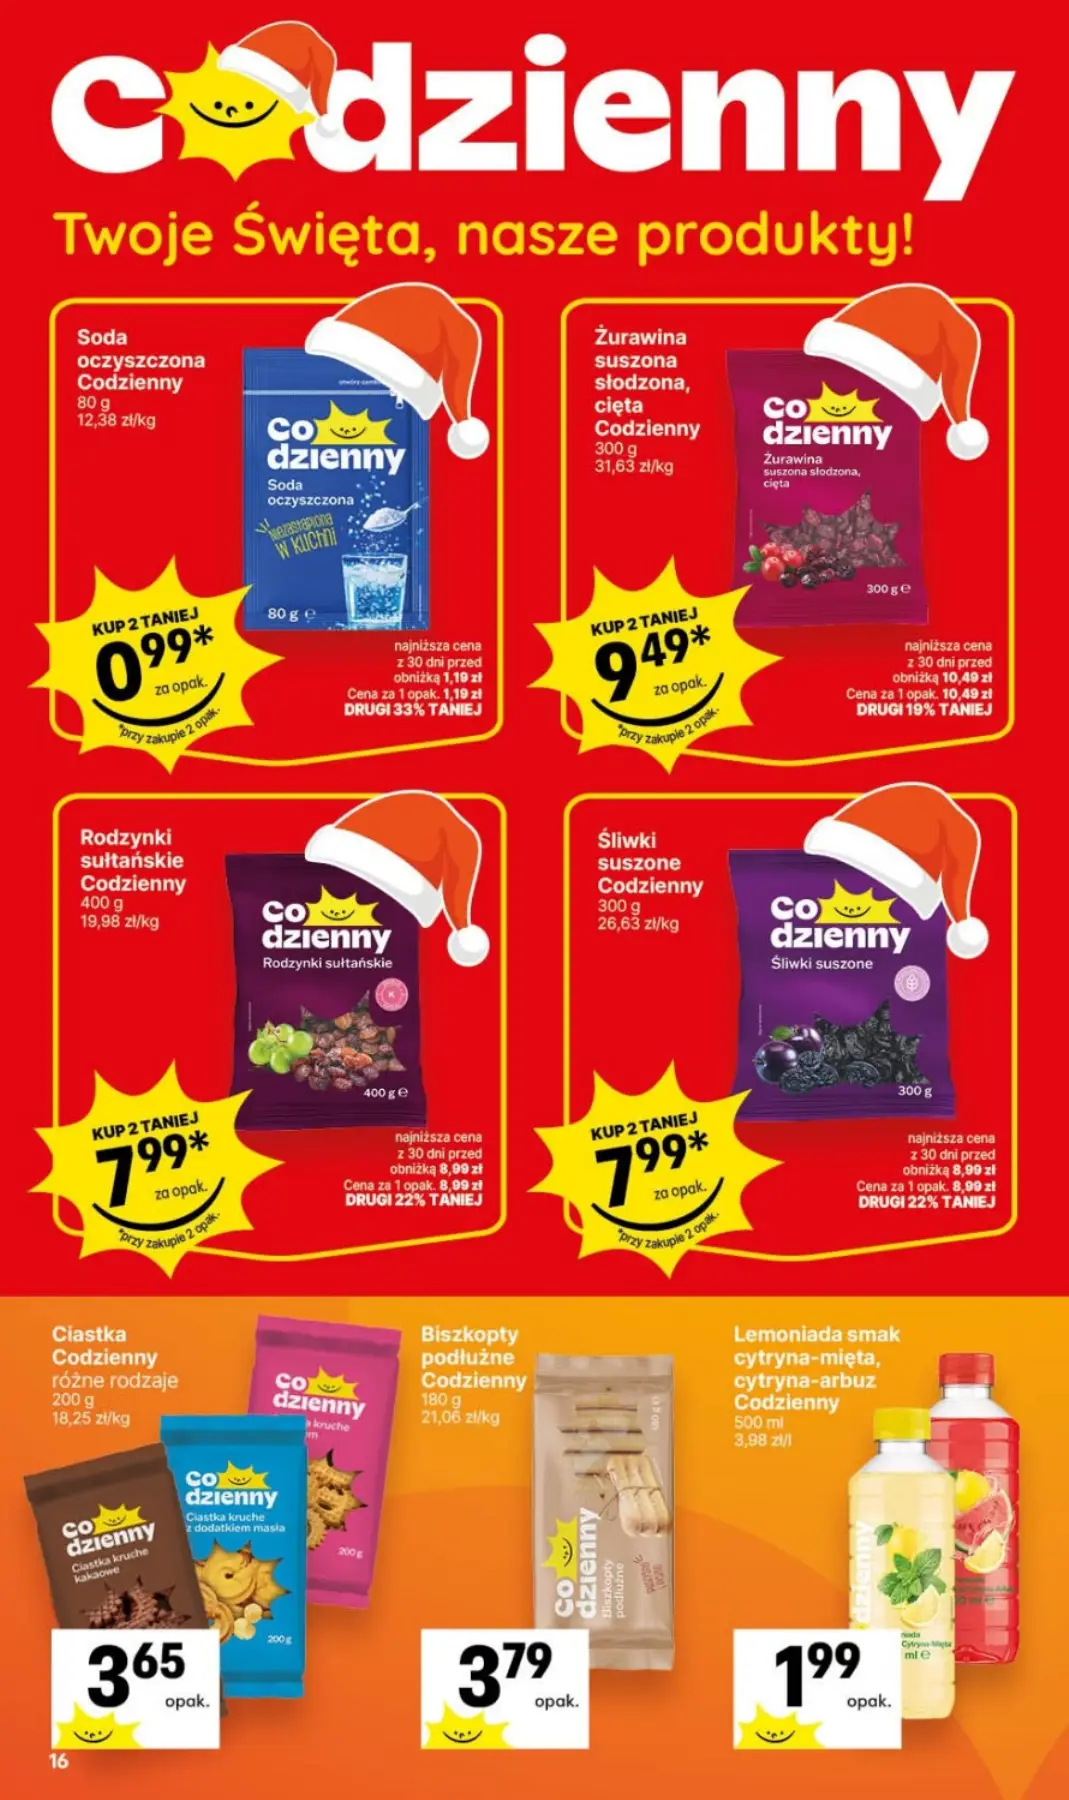 Codzienny
Twoje Święta, nasze produkty!
Soda
oczyszczona
Codzienny
80 g
12,38 zł/kg
Co
dzienny
Soda
oczyszczona
Niezastąpiona
w kuchni
80 g e
KUP 2 TANIEJ
0,99*
za opak.
*przy zakupie 2 opak.
najniższa cena
z 30 dni przed
obniżką 1,19 zł
Cena za 1 opak. 1,19 zł
DRUGI 33% TANIEJ
Żurawina
suszona
słodzona,
cięta
Codzienny
300 g
31,63 zł/kg
Co
dzienny
Żurawina
suszona słodzona,
cięta
300 g e
KUP 2 TANIEJ
9,49*
za opak.
*przy zakupie 2 opak.
najniższa cena
z 30 dni przed
obniżką 10,49 zł
Cena za 1 opak. 10,49 zł
DRUGI 19% TANIEJ
Rodzynki
sułtańskie
Codzienny
400 g
19,98 zł/kg
Co
dzienny
Rodzynki sułtańskie
K
400 g e
KUP 2 TANIEJ
7,99*
za opak.
*przy zakupie 2 opak.
najniższa cena
z 30 dni przed
obniżką 8,99 zł
Cena za 1 opak. 8,99 zł
DRUGI 22% TANIEJ
Śliwki
suszone
Codzienny
300 g
26,63 zł/kg
Co
dzienny
Śliwki suszone
300 g
KUP 2 TANIEJ
7,99*
za opak.
*przy zakupie 2 opak.
najniższa cena
z 30 dni przed
obniżką 8,99 zł
Cena za 1 opak. 8,99 zł
DRUGI 22% TANIEJ
Ciastka
Codzienny
różne rodzaje
200 g
18,25 zł/kg
Co
dzienny
kruche
200 g
Co
dzienny
Ciastka kruche
z dodatkiem masła
200 g
Co
dzienny
Ciastka kruche
kakaowe
3,65
opak.
Biszkopty
podłużne
Codzienny
180 g
21,06 zł/kg
180 g
Co
dzienny
Biszkopty
podłużne
3,79
opak.
Lemoniada smak
cytryna-mięta,
cytryna-arbuz
Codzienny
500 ml
3,98 zł/l
dzienny
Cytryna-Mięta
ml e
1,99
opak.
16